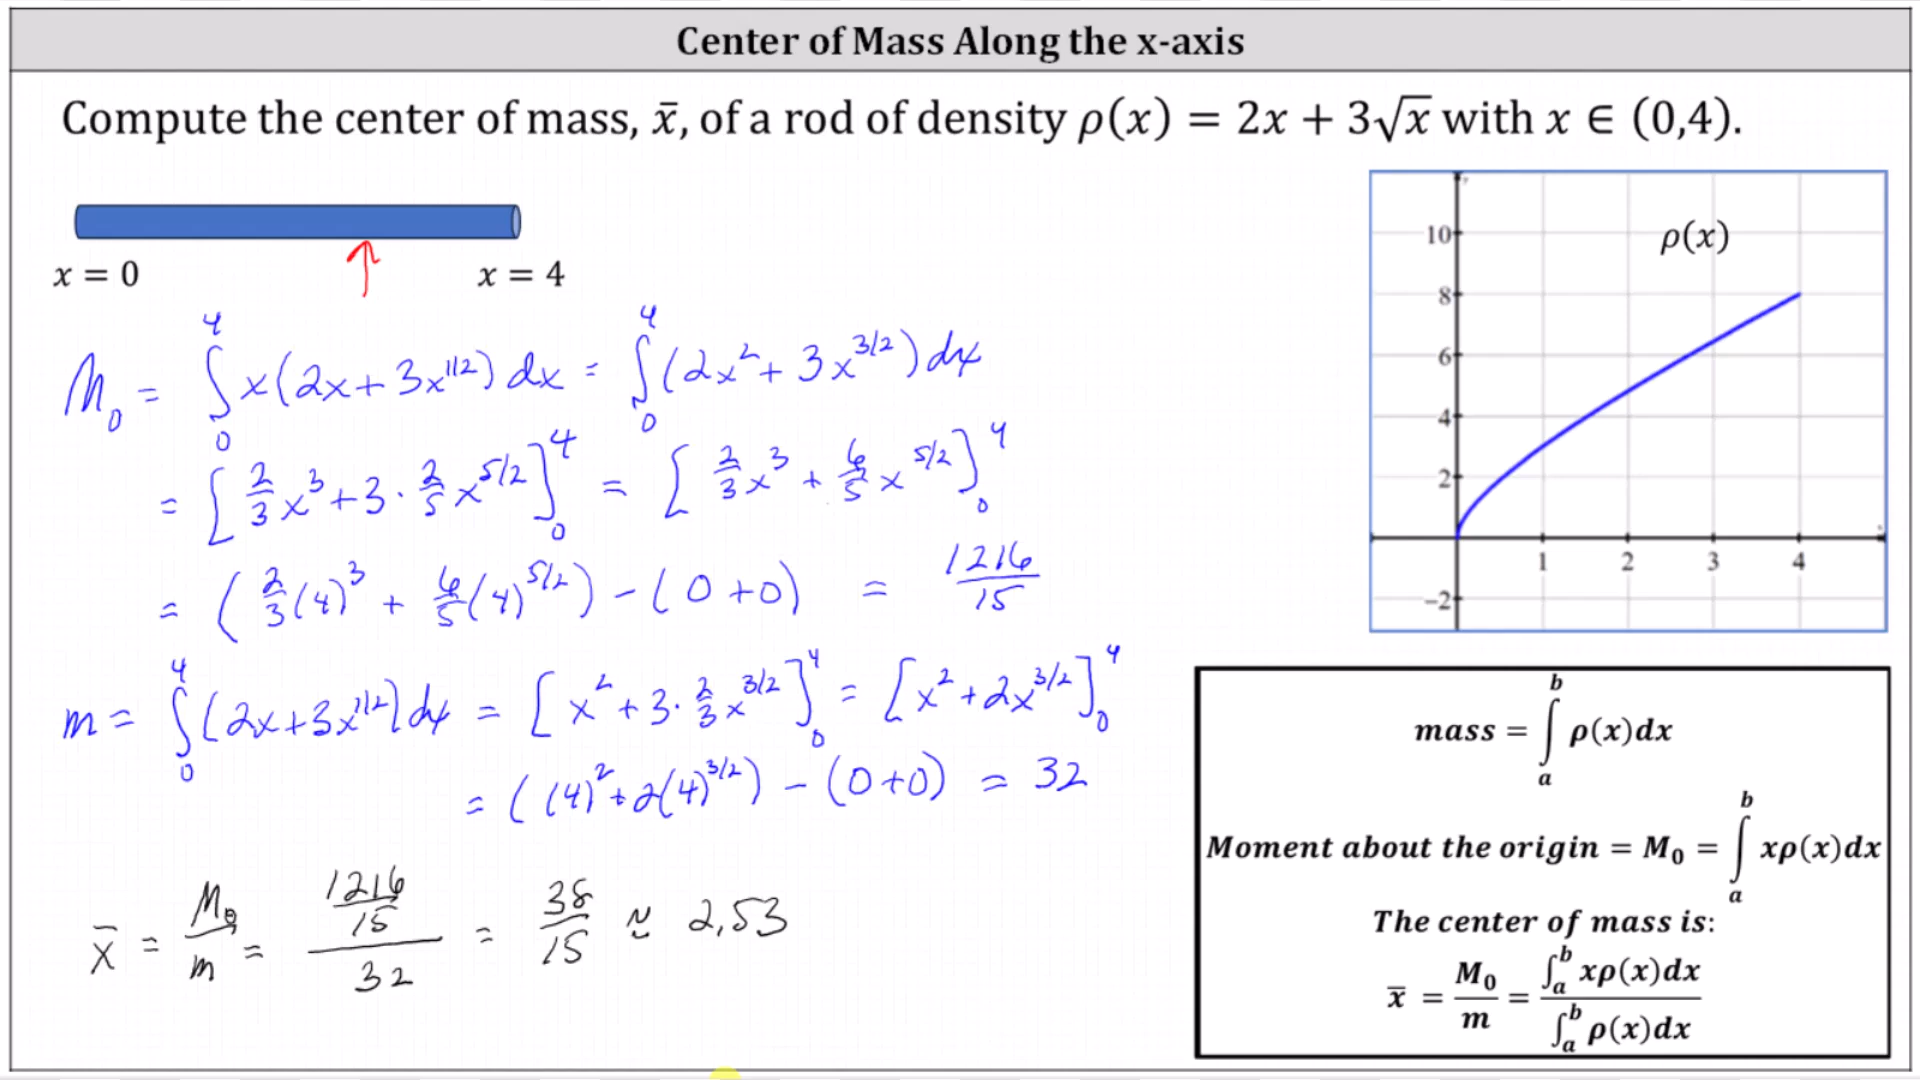 Center of Mass Along the x-axis
Compute the center of mass, x̄, of a rod of density ρ(x) = 2x + 3√x with x ∈ (0,4).
x = 0
x = 4
M₀ = ∫₀⁴ x(2x + 3x^(1/2)) dx = ∫₀⁴ (2x² + 3x^(3/2)) dx
= [2/3 x³ + 3 · 2/5 x^(5/2)]₀⁴ = [2/3 x³ + 6/5 x^(5/2)]₀⁴
= (2/3 (4)³ + 6/5 (4)^(5/2)) − (0 + 0) = 1216/15
m = ∫₀⁴ (2x + 3x^(1/2)) dx = [x² + 3 · 2/3 x^(3/2)]₀⁴ = [x² + 2x^(3/2)]₀⁴
= ((4)² + 2(4)^(3/2)) − (0 + 0) = 32
x̄ = M₀/m = (1216/15)/32 = 38/15 ≈ 2.53
ρ(x)
10
8
6
4
2
−2
1 2 3 4
mass = ∫ₐᵇ ρ(x)dx
Moment about the origin = M₀ = ∫ₐᵇ xρ(x)dx
The center of mass is:
x̄ = M₀/m = ∫ₐᵇ xρ(x)dx / ∫ₐᵇ ρ(x)dx